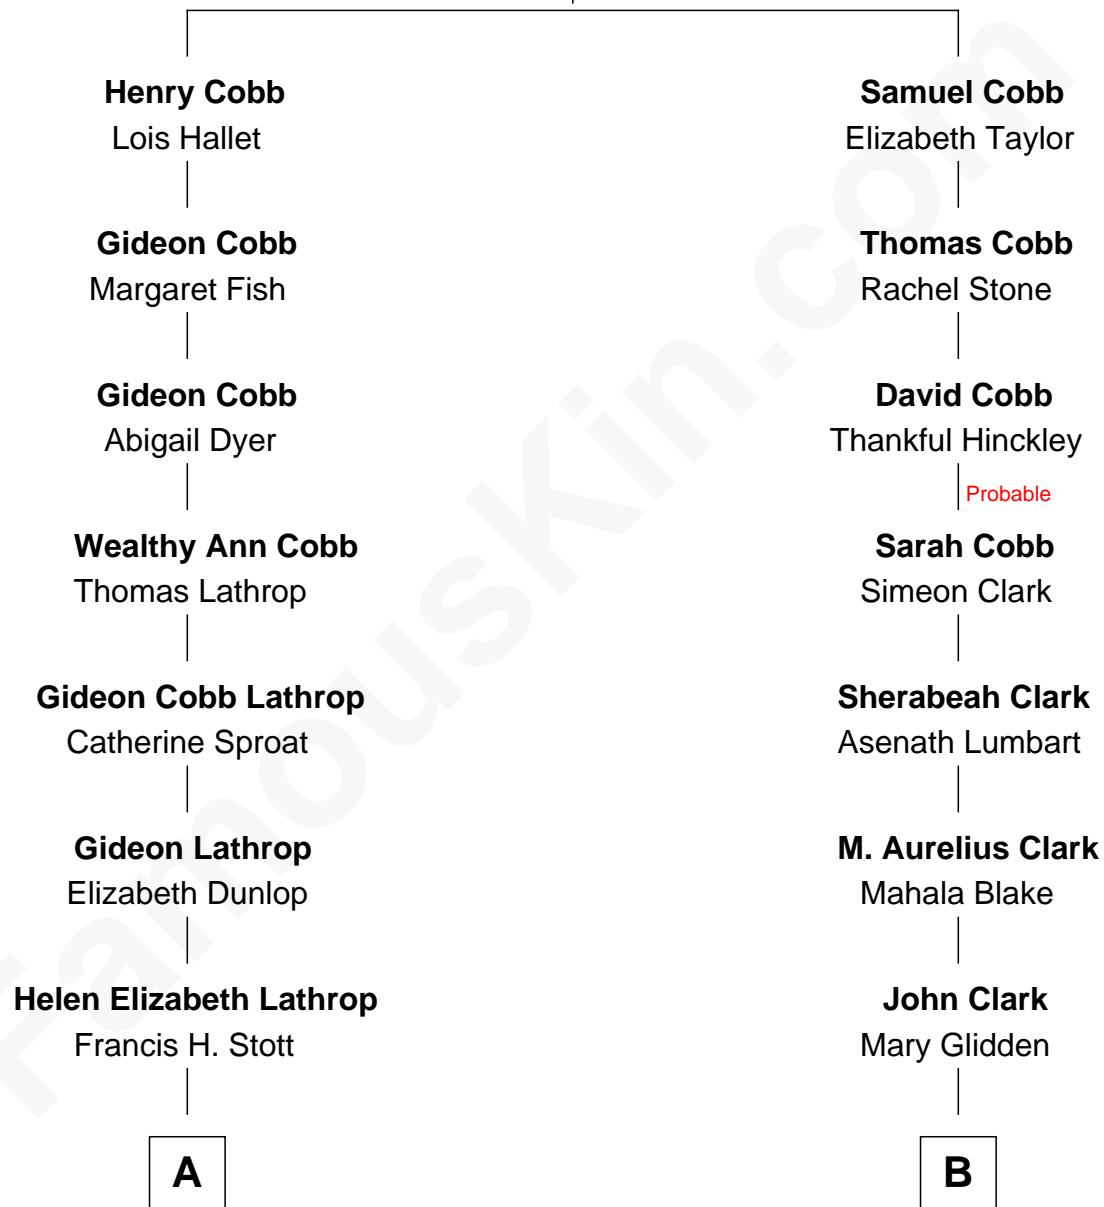 Henry Cobb
Lois Hallet
Samuel Cobb
Elizabeth Taylor
Gideon Cobb
Margaret Fish
Thomas Cobb
Rachel Stone
Gideon Cobb
Abigail Dyer
David Cobb
Thankful Hinckley
Probable
Wealthy Ann Cobb
Thomas Lathrop
Sarah Cobb
Simeon Clark
Gideon Cobb Lathrop
Catherine Sproat
Sherabeah Clark
Asenath Lumbart
Gideon Lathrop
Elizabeth Dunlop
M. Aurelius Clark
Mahala Blake
Helen Elizabeth Lathrop
Francis H. Stott
John Clark
Mary Glidden
A
B
FamousKin.com